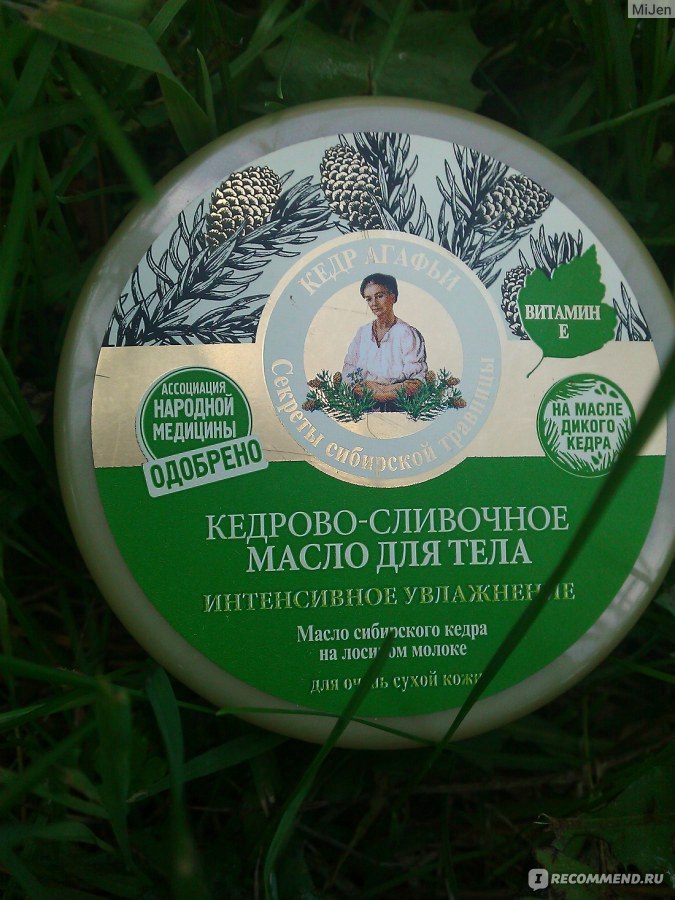 MiJen
КЕДР АГАФЬИ
Секреты сибирской травницы
ВИТАМИН
Е
АССОЦИАЦИЯ
НАРОДНОЙ
МЕДИЦИНЫ
ОДОБРЕНО
НА МАСЛЕ
ДИКОГО
КЕДРА
КЕДРОВО-СЛИВОЧНОЕ
МАСЛО ДЛЯ ТЕЛА
ИНТЕНСИВНОЕ УВЛАЖНЕНИЕ
Масло сибирского кедра
на лосином молоке
для очень сухой кожи
IRECOMMEND.RU